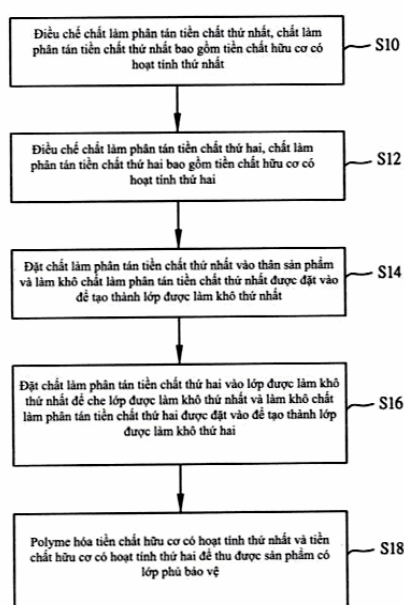 Điều chế chất làm phân tán tiền chất thứ nhất, chất làm
phân tán tiền chất thứ nhất bao gồm tiền chất hữu cơ có
hoạt tính thứ nhất
S10
Điều chế chất làm phân tán tiền chất thứ hai, chất làm
phân tán tiền chất thứ hai bao gồm tiền chất hữu cơ có
hoạt tính thứ hai
S12
Đặt chất làm phân tán tiền chất thứ nhất vào thân sản phẩm
và làm khô chất làm phân tán tiền chất thứ nhất được đặt vào
để tạo thành lớp được làm khô thứ nhất
S14
Đặt chất làm phân tán tiền chất thứ hai vào lớp được làm khô
thứ nhất để che lớp được làm khô thứ nhất và làm khô chất
làm phân tán tiền chất thứ hai được đặt vào để tạo thành lớp
được làm khô thứ hai
S16
Polyme hóa tiền chất hữu cơ có hoạt tính thứ nhất và tiền
chất hữu cơ có hoạt tính thứ hai để thu được sản phẩm có
lớp phủ bảo vệ
S18